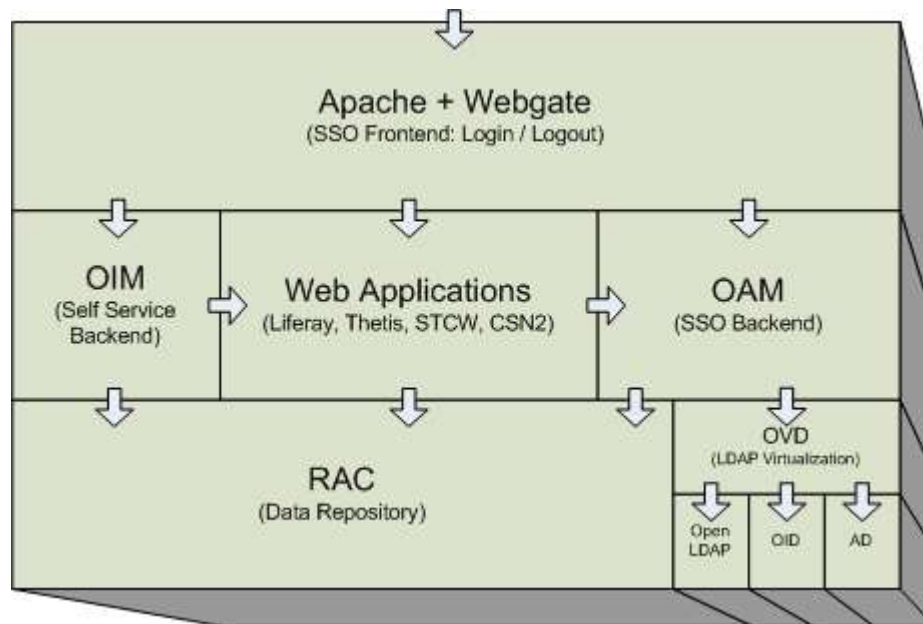 Apache + Webgate
(SSO Frontend: Login / Logout)
OIM
(Self Service
Backend)
Web Applications
(Liferay, Thetis, STCW, CSN2)
OAM
(SSO Backend)
RAC
(Data Repository)
OVD
(LDAP Virtualization)
Open
LDAP
OID
AD